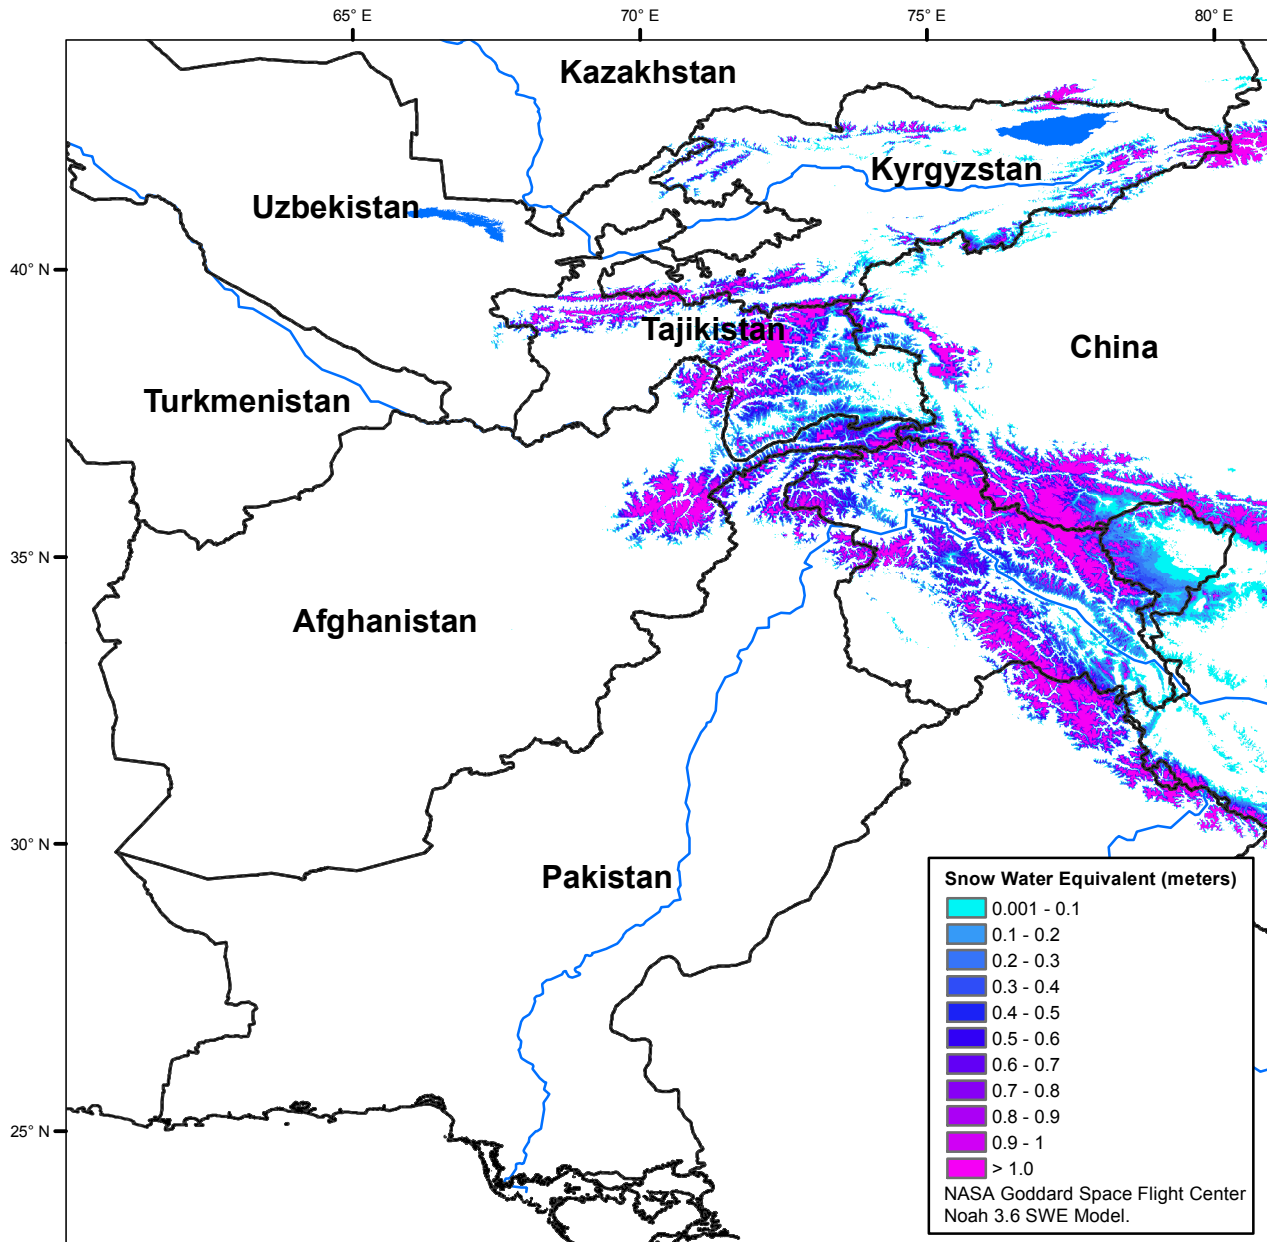 65° E
70° E
75° E
80° E
Kazakhstan
Kyrgyzstan
Uzbekistan
40° N
Tajikistan
China
Turkmenistan
35° N
Afghanistan
30° N
Pakistan
25° N
Snow Water Equivalent (meters)
0.001 - 0.1
0.1 - 0.2
0.2 - 0.3
0.3 - 0.4
0.4 - 0.5
0.5 - 0.6
0.6 - 0.7
0.7 - 0.8
0.8 - 0.9
0.9 - 1
> 1.0
NASA Goddard Space Flight Center
Noah 3.6 SWE Model.